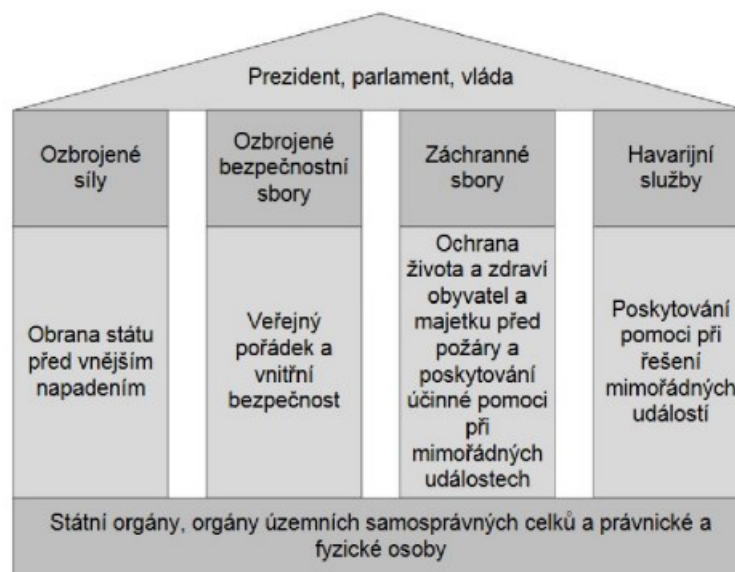 Prezident, parlament, vláda
Ozbrojené
síly
Ozbrojené
bezpečnostní
sbory
Záchranné
sbory
Havarijní
služby
Obrana státu
před vnějším
napadením
Veřejný
pořádek a
vnitřní
bezpečnost
Ochrana
života a zdraví
obyvatel a
majetku před
požáry a
poskytování
účinné pomoci
při
mimořádných
událostech
Poskytování
pomoci při
řešení
mimořádných
událostí
Státní orgány, orgány územních samosprávných celků a právnické a
fyzické osoby